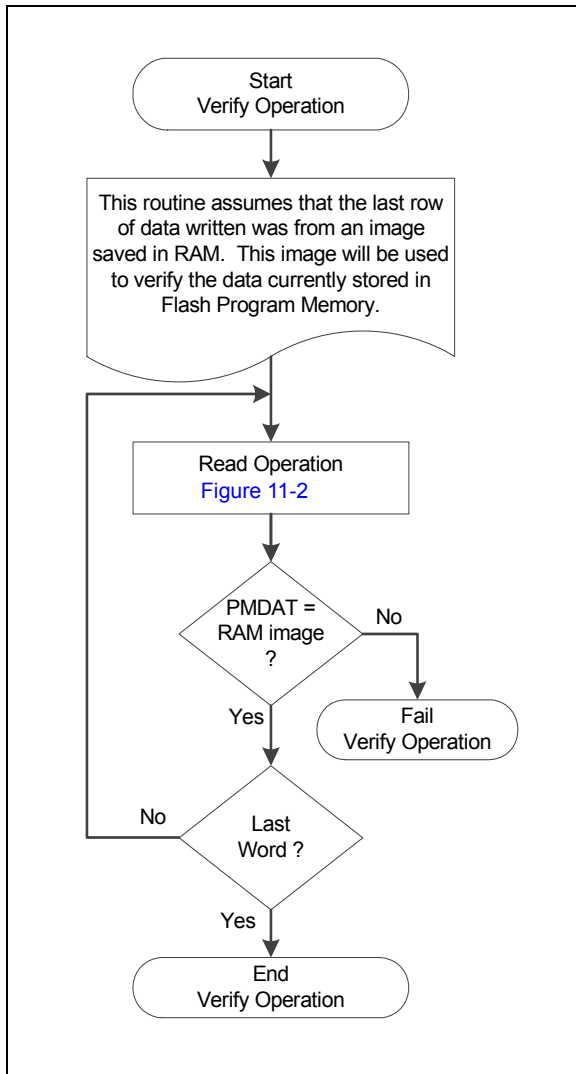 Start
Verify Operation
This routine assumes that the last row
of data written was from an image
saved in RAM. This image will be used
to verify the data currently stored in
Flash Program Memory.
Read Operation
Figure 11-2
PMDAT =
RAM image
?
No
Yes
Fail
Verify Operation
No
Last
Word ?
Yes
End
Verify Operation